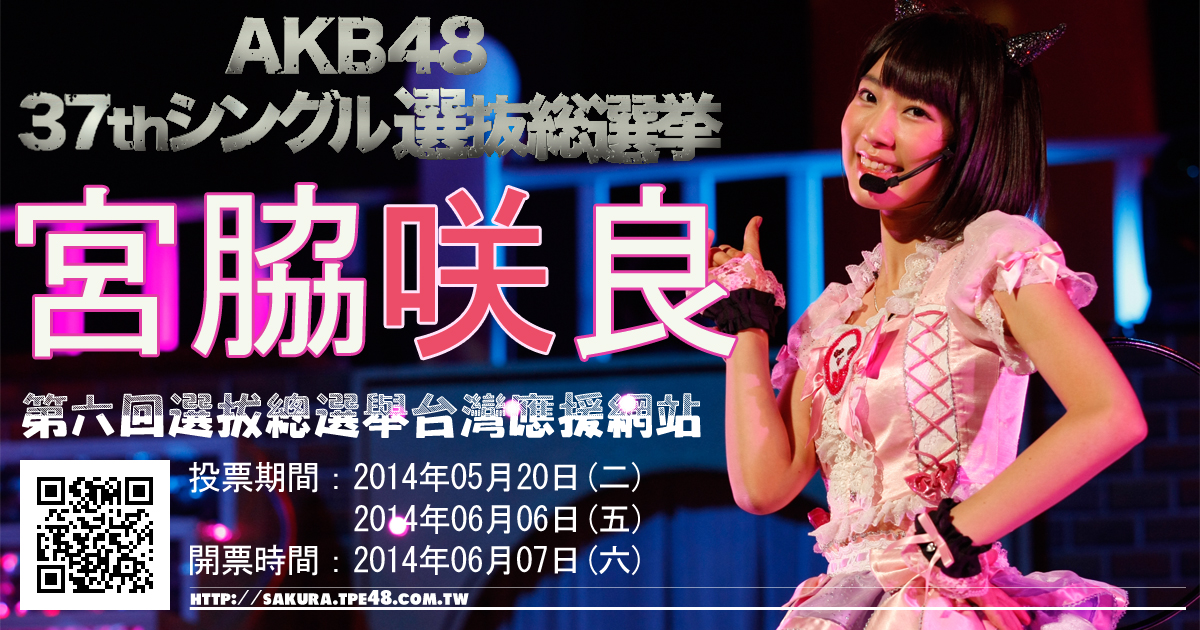 AKB48
37thシングル 選抜総選挙
宮脇咲良
第六回選拔總選舉台灣應援網站
投票期間：2014年05月20日(二)
2014年06月06日(五)
開票時間：2014年06月07日(六)
HTTP://SAKURA.TPE48.COM.TW